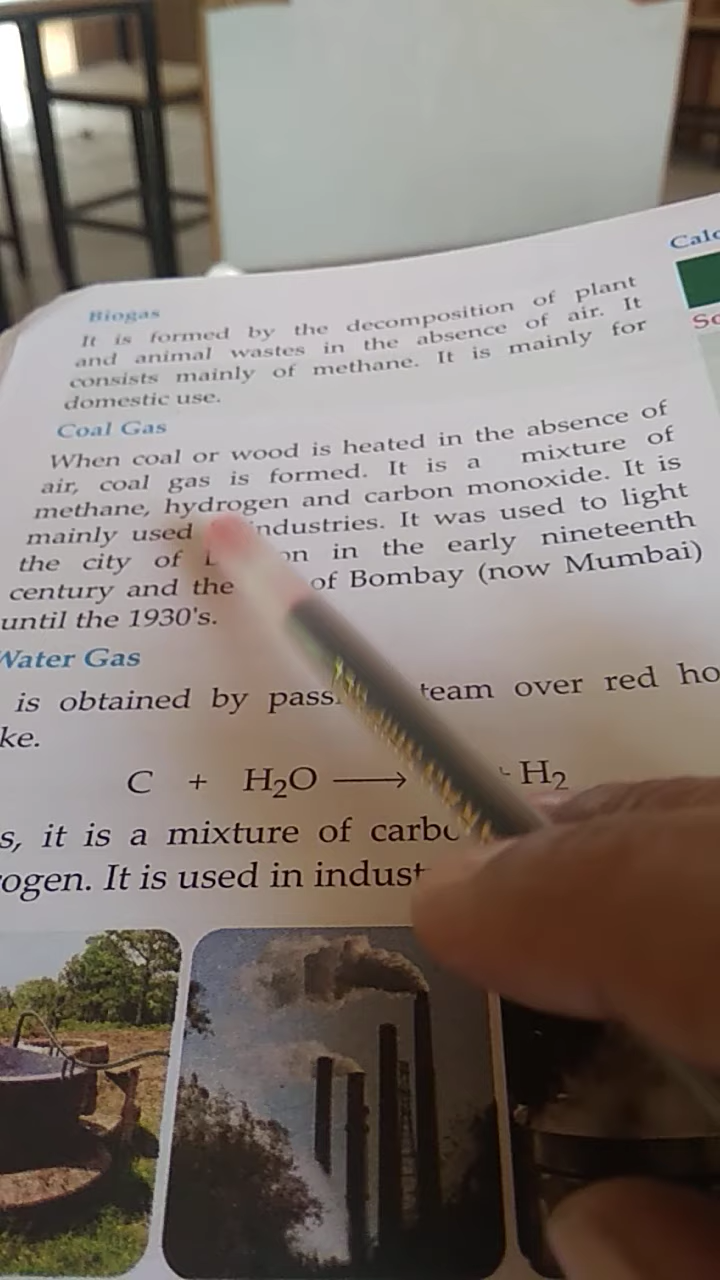 Calc
Sc
Biogas
It is formed by the decomposition of plant
and animal wastes in the absence of air. It
consists mainly of methane. It is mainly for
domestic use.
Coal Gas
When coal or wood is heated in the absence of
air, coal gas is formed. It is a mixture of
methane, hydrogen and carbon monoxide. It is
mainly used industries. It was used to light
the city of on in the early nineteenth
century and the of Bombay (now Mumbai)
until the 1930's.
Water Gas
is obtained by pass team over red ho
ke.
C + H₂O ⟶ H₂
s, it is a mixture of carbo
rogen. It is used in indust